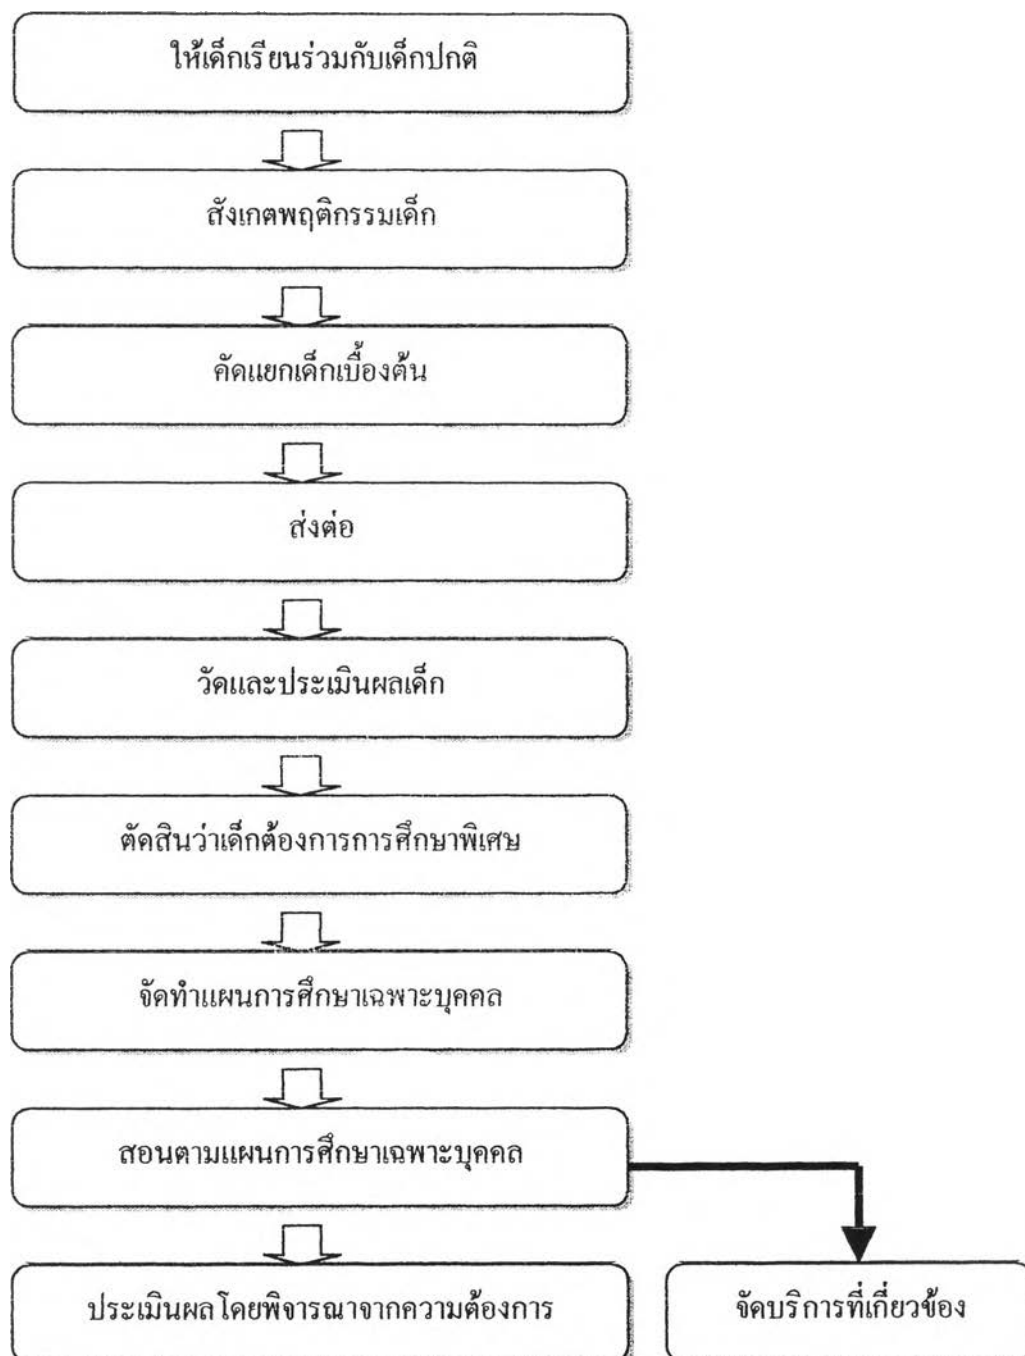 ให้เด็กเรียนร่วมกับเด็กปกติ
สังเกตพฤติกรรมเด็ก
คัดแยกเด็กเบื้องต้น
ส่งต่อ
วัดและประเมินผลเด็ก
ตัดสินว่าเด็กต้องการการศึกษาพิเศษ
จัดทำแผนการศึกษาเฉพาะบุคคล
สอนตามแผนการศึกษาเฉพาะบุคคล
ประเมินผลโดยพิจารณาจากความต้องการ
จัดบริการที่เกี่ยวข้อง